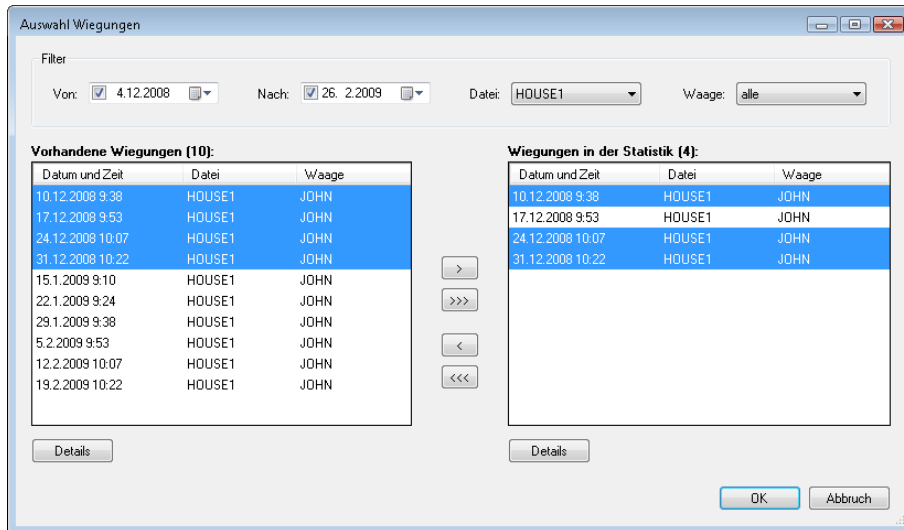 Auswahl Wiegungen
Filter
Von: 4.12.2008 Nach: 26. 2.2009 Datei: HOUSE1 Waage: alle
Vorhandene Wiegungen (10):
Datum und Zeit Datei Waage
10.12.2008 9:38 HOUSE1 JOHN
17.12.2008 9:53 HOUSE1 JOHN
24.12.2008 10:07 HOUSE1 JOHN
31.12.2008 10:22 HOUSE1 JOHN
15.1.2009 9:10 HOUSE1 JOHN
22.1.2009 9:24 HOUSE1 JOHN
29.1.2009 9:38 HOUSE1 JOHN
5.2.2009 9:53 HOUSE1 JOHN
12.2.2009 10:07 HOUSE1 JOHN
19.2.2009 10:22 HOUSE1 JOHN
Details
>
>>>
<
<<<
Wiegungen in der Statistik (4):
Datum und Zeit Datei Waage
10.12.2008 9:38 HOUSE1 JOHN
17.12.2008 9:53 HOUSE1 JOHN
24.12.2008 10:07 HOUSE1 JOHN
31.12.2008 10:22 HOUSE1 JOHN
Details
OK Abbruch